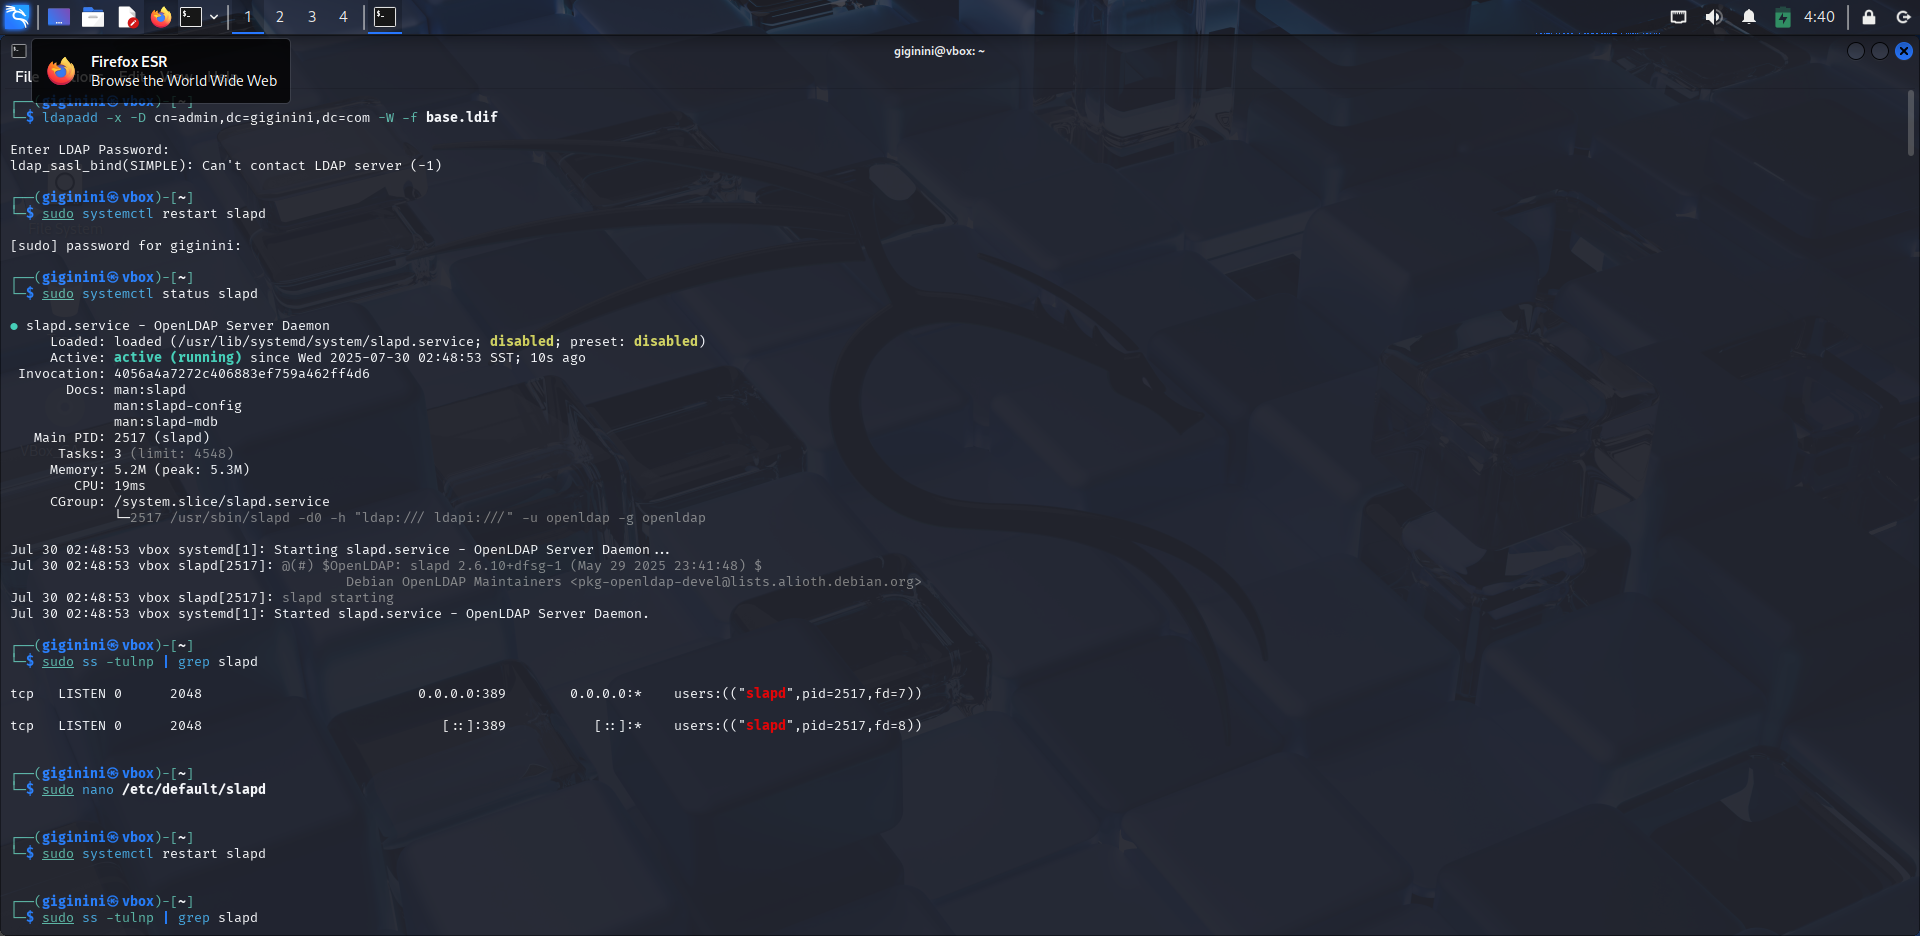 1 2 3 4 4:40
giginini@vbox: ~
Firefox ESR
File Actions Edit View Help
Browse the World Wide Web
┌──(giginini㉿vbox)-[~]
└─$ ldapadd -x -D cn=admin,dc=giginini,dc=com -W -f base.ldif
Enter LDAP Password:
ldap_sasl_bind(SIMPLE): Can't contact LDAP server (-1)
┌──(giginini㉿vbox)-[~]
└─$ sudo systemctl restart slapd
File System
[sudo] password for giginini:
┌──(giginini㉿vbox)-[~]
└─$ sudo systemctl status slapd
● slapd.service - OpenLDAP Server Daemon
Loaded: loaded (/usr/lib/systemd/system/slapd.service; disabled; preset: disabled)
Active: active (running) since Wed 2025-07-30 02:48:53 SST; 10s ago
Invocation: 4056a4a7272c406883ef759a462ff4d6
Docs: man:slapd
man:slapd-config
man:slapd-mdb
Main PID: 2517 (slapd)
Tasks: 3 (limit: 4548)
Memory: 5.2M (peak: 5.3M)
CPU: 19ms
CGroup: /system.slice/slapd.service
└─2517 /usr/sbin/slapd -d0 -h "ldap:/// ldapi:///" -u openldap -g openldap
Jul 30 02:48:53 vbox systemd[1]: Starting slapd.service - OpenLDAP Server Daemon...
Jul 30 02:48:53 vbox slapd[2517]: @(#) $OpenLDAP: slapd 2.6.10+dfsg-1 (May 29 2025 23:41:48) $
Debian OpenLDAP Maintainers <pkg-openldap-devel@lists.alioth.debian.org>
Jul 30 02:48:53 vbox slapd[2517]: slapd starting
Jul 30 02:48:53 vbox systemd[1]: Started slapd.service - OpenLDAP Server Daemon.
┌──(giginini㉿vbox)-[~]
└─$ sudo ss -tulnp | grep slapd
tcp LISTEN 0 2048 0.0.0.0:389 0.0.0.0:* users:(("slapd",pid=2517,fd=7))
tcp LISTEN 0 2048 [::]:389 [::]:* users:(("slapd",pid=2517,fd=8))
┌──(giginini㉿vbox)-[~]
└─$ sudo nano /etc/default/slapd
┌──(giginini㉿vbox)-[~]
└─$ sudo systemctl restart slapd
┌──(giginini㉿vbox)-[~]
└─$ sudo ss -tulnp | grep slapd